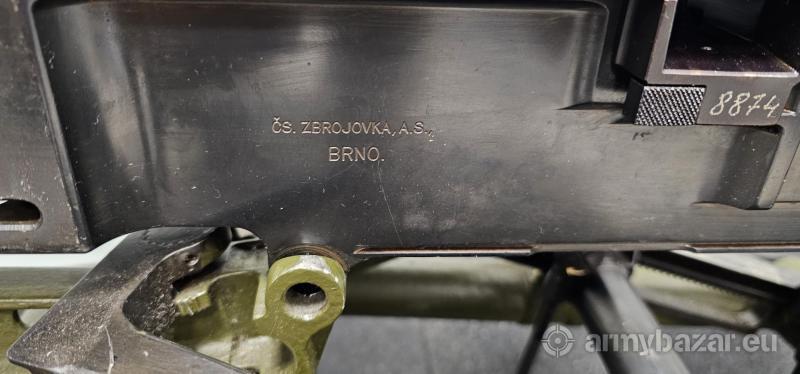 8874
ČS. ZBROJOVKA, A.S.,
BRNO.
armybazar.eu